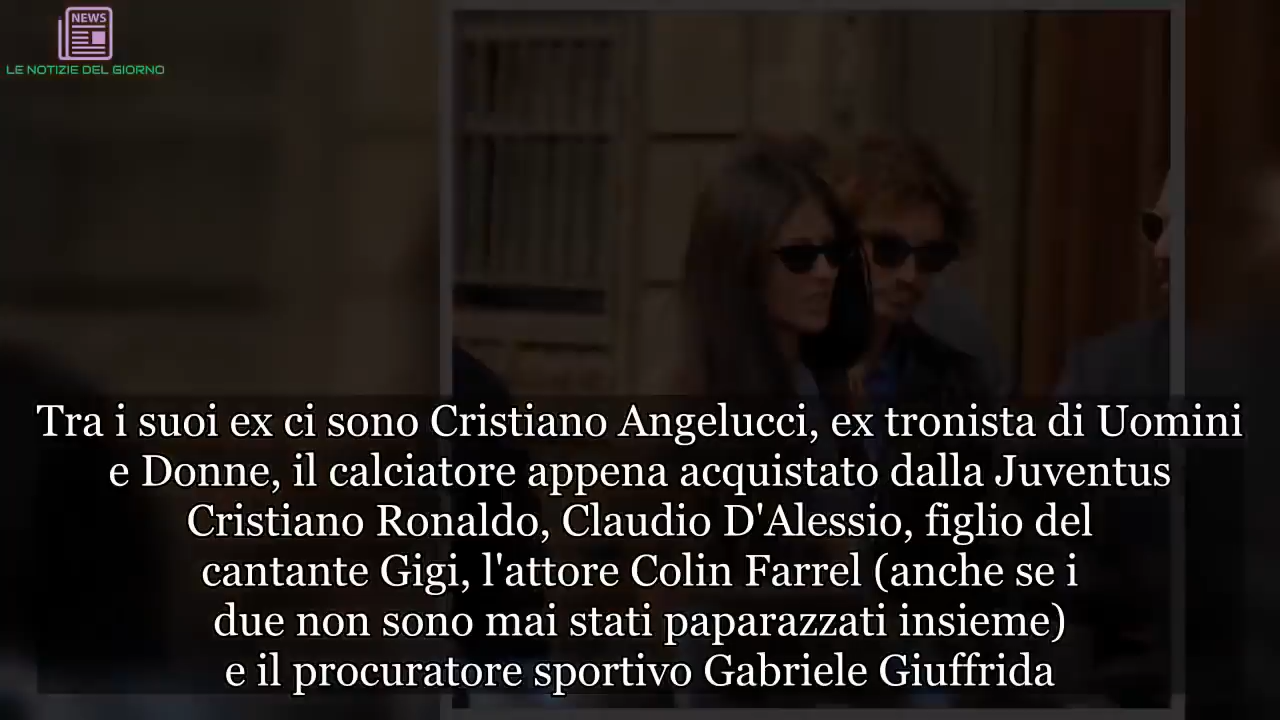 NEWS
LE NOTIZIE DEL GIORNO
Tra i suoi ex ci sono Cristiano Angelucci, ex tronista di Uomini
e Donne, il calciatore appena acquistato dalla Juventus
Cristiano Ronaldo, Claudio D'Alessio, figlio del
cantante Gigi, l'attore Colin Farrel (anche se i
due non sono mai stati paparazzati insieme)
e il procuratore sportivo Gabriele Giuffrida